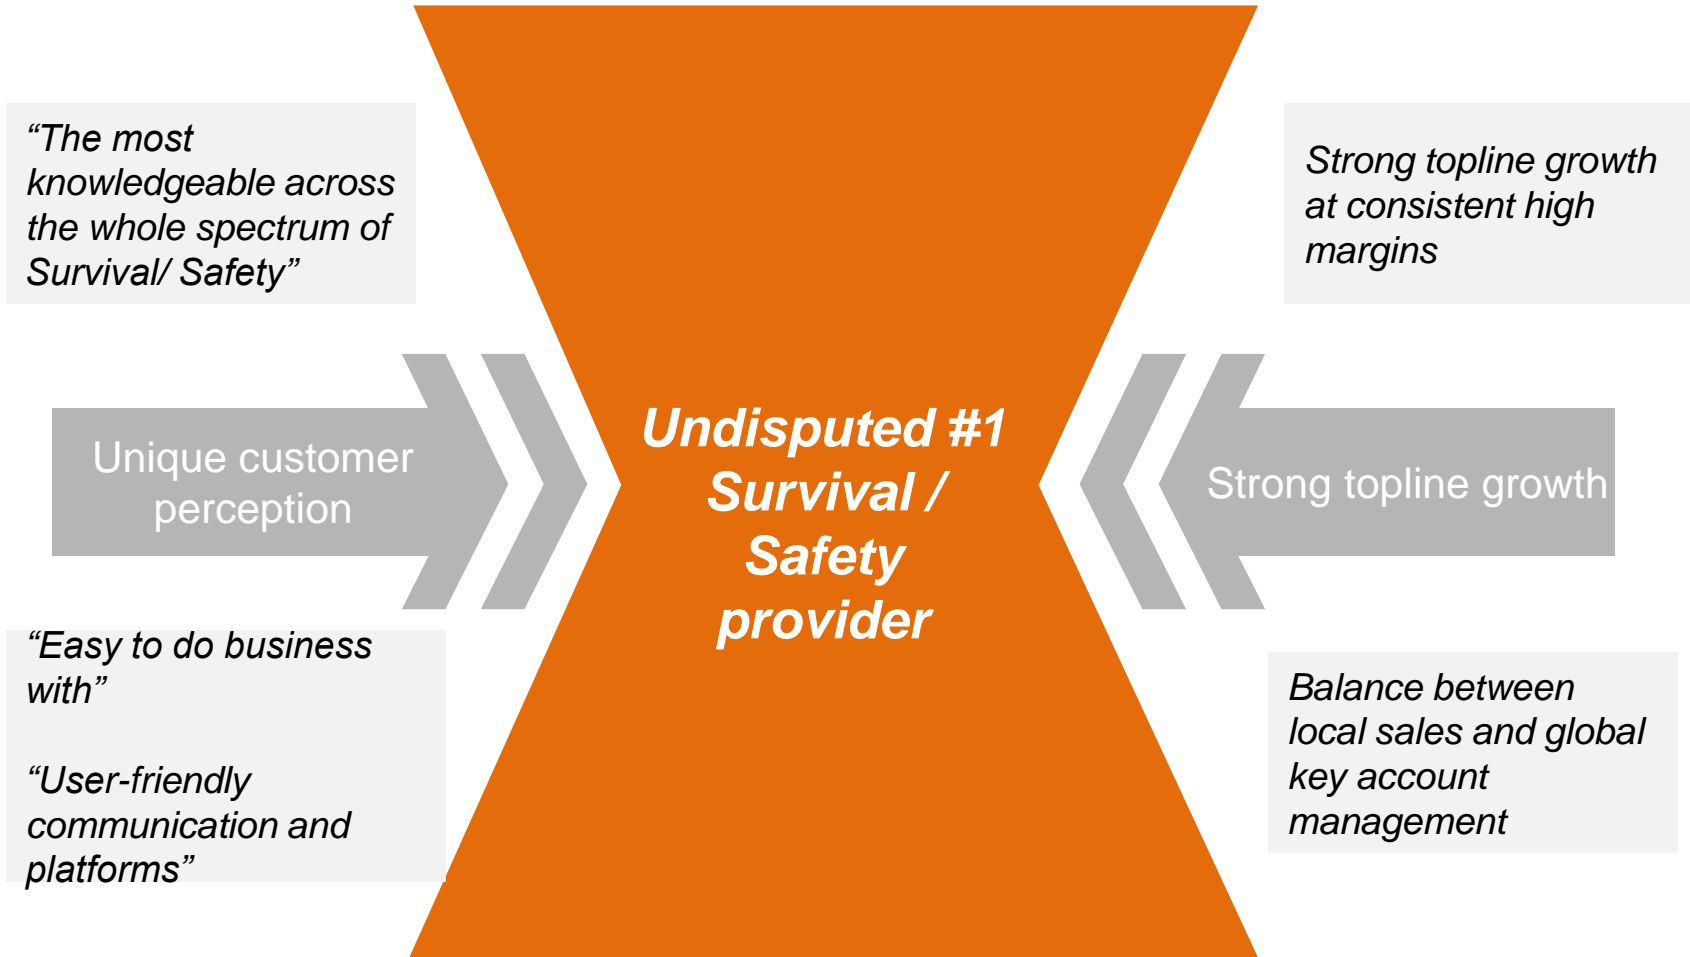 “The most
knowledgeable across
the whole spectrum of
Survival/ Safety”
Unique customer
perception
“Easy to do business
with”
“User-friendly
communication and
platforms”
Undisputed #1
Survival /
Safety
provider
Strong topline growth
at consistent high
margins
Strong topline growth
Balance between
local sales and global
key account
management